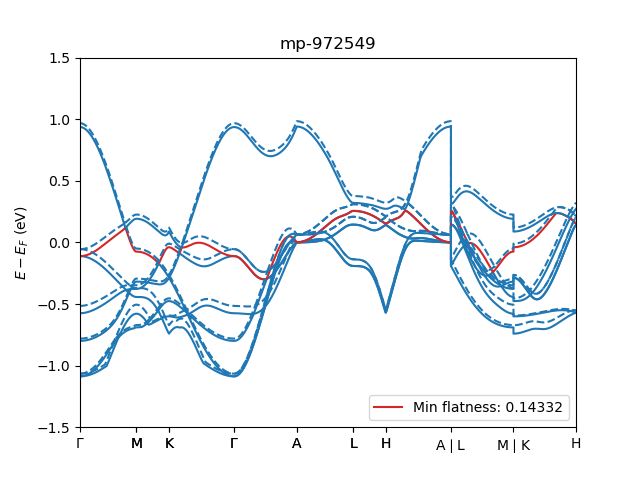 mp-972549
1.5
1.0
0.5
0.0
−0.5
−1.0
−1.5
E − E_F (eV)
Min flatness: 0.14332
Γ M K Γ A L H A | L M | K H